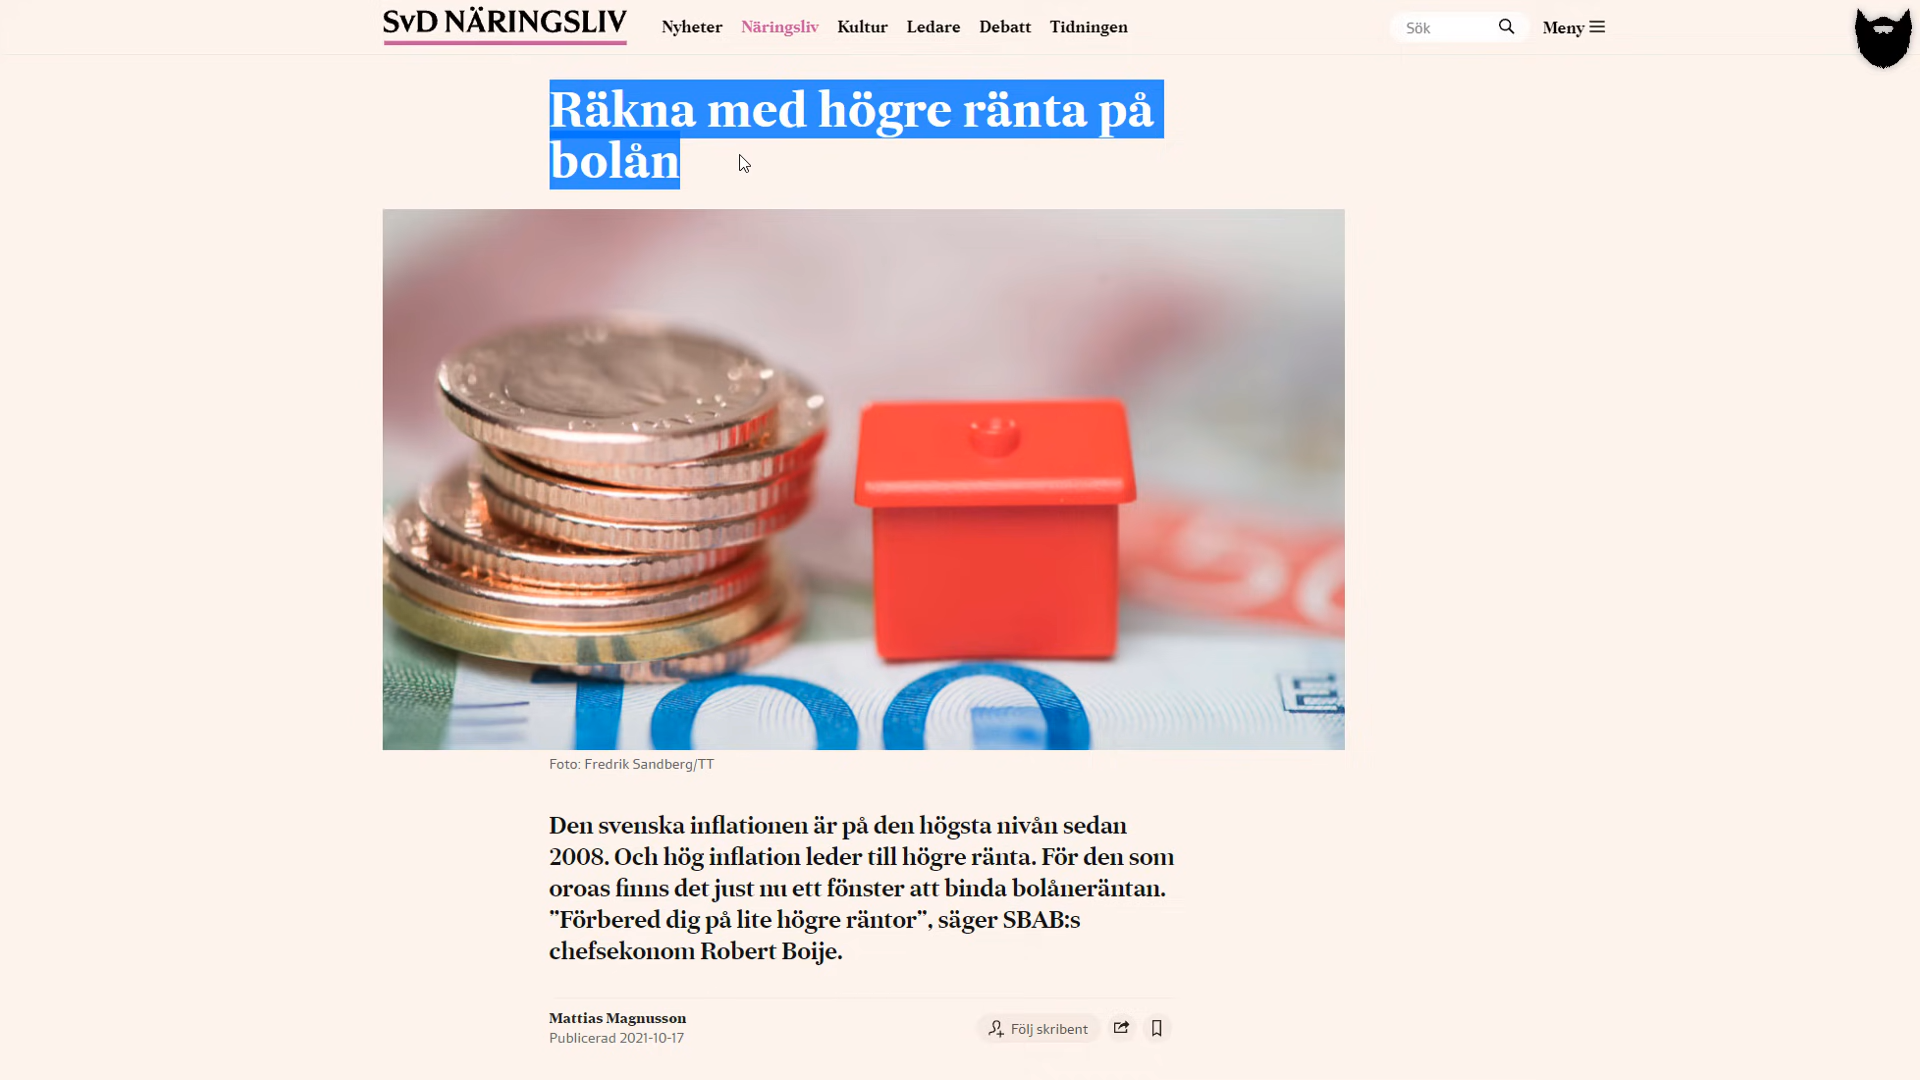 SvD NÄRINGSLIV
Nyheter Näringsliv Kultur Ledare Debatt Tidningen
Sök
Meny
Räkna med högre ränta på
bolån
100
Foto: Fredrik Sandberg/TT
Den svenska inflationen är på den högsta nivån sedan
2008. Och hög inflation leder till högre ränta. För den som
oroas finns det just nu ett fönster att binda bolåneräntan.
”Förbered dig på lite högre räntor”, säger SBAB:s
chefsekonom Robert Boije.
Mattias Magnusson
Publicerad 2021-10-17
Följ skribent